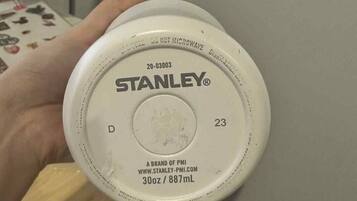 DO NOT MICROWAVE
20-03003
STANLEY®
D 23
A BRAND OF PMI
WWW.STANLEY-PMI.COM
30oz / 887mL